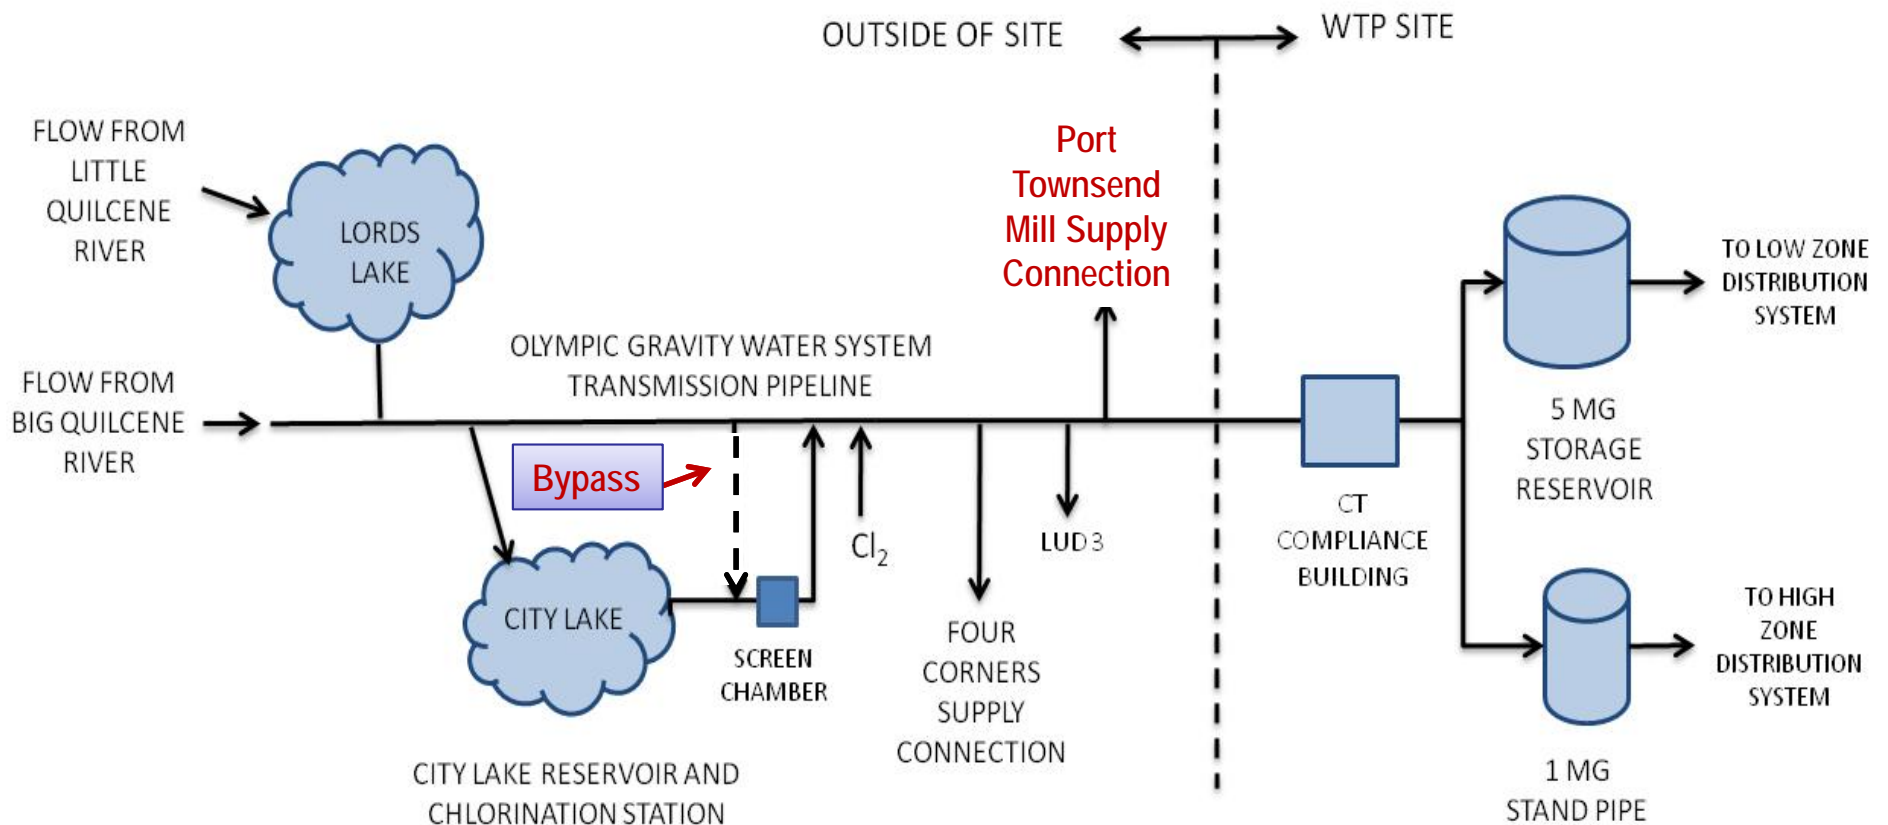 OUTSIDE OF SITE
WTP SITE
FLOW FROM
LITTLE
QUILCENE
RIVER
LORDS
LAKE
Port
Townsend
Mill Supply
Connection
TO LOW ZONE
DISTRIBUTION
SYSTEM
OLYMPIC GRAVITY WATER SYSTEM
TRANSMISSION PIPELINE
FLOW FROM
BIG QUILCENE
RIVER
5 MG
STORAGE
RESERVOIR
Bypass
CT
COMPLIANCE
BUILDING
Cl₂
LUD 3
CITY LAKE
SCREEN
CHAMBER
FOUR
CORNERS
SUPPLY
CONNECTION
TO HIGH
ZONE
DISTRIBUTION
SYSTEM
CITY LAKE RESERVOIR AND
CHLORINATION STATION
1 MG
STAND PIPE